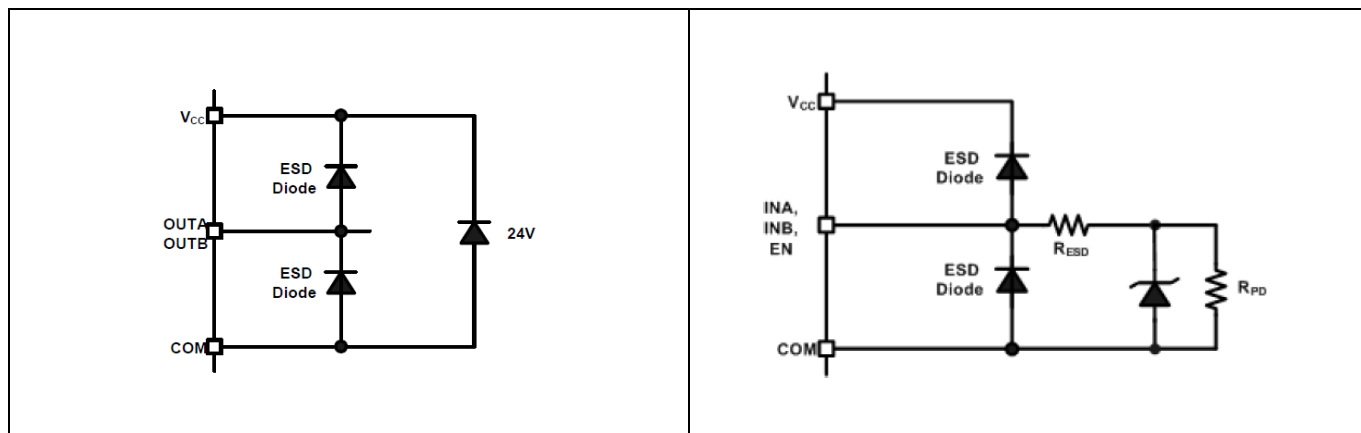 VCC
ESD
Diode
OUTA
OUTB
24V
ESD
Diode
COM
VCC
ESD
Diode
INA,
INB,
EN
RESD
ESD
Diode
RPD
COM